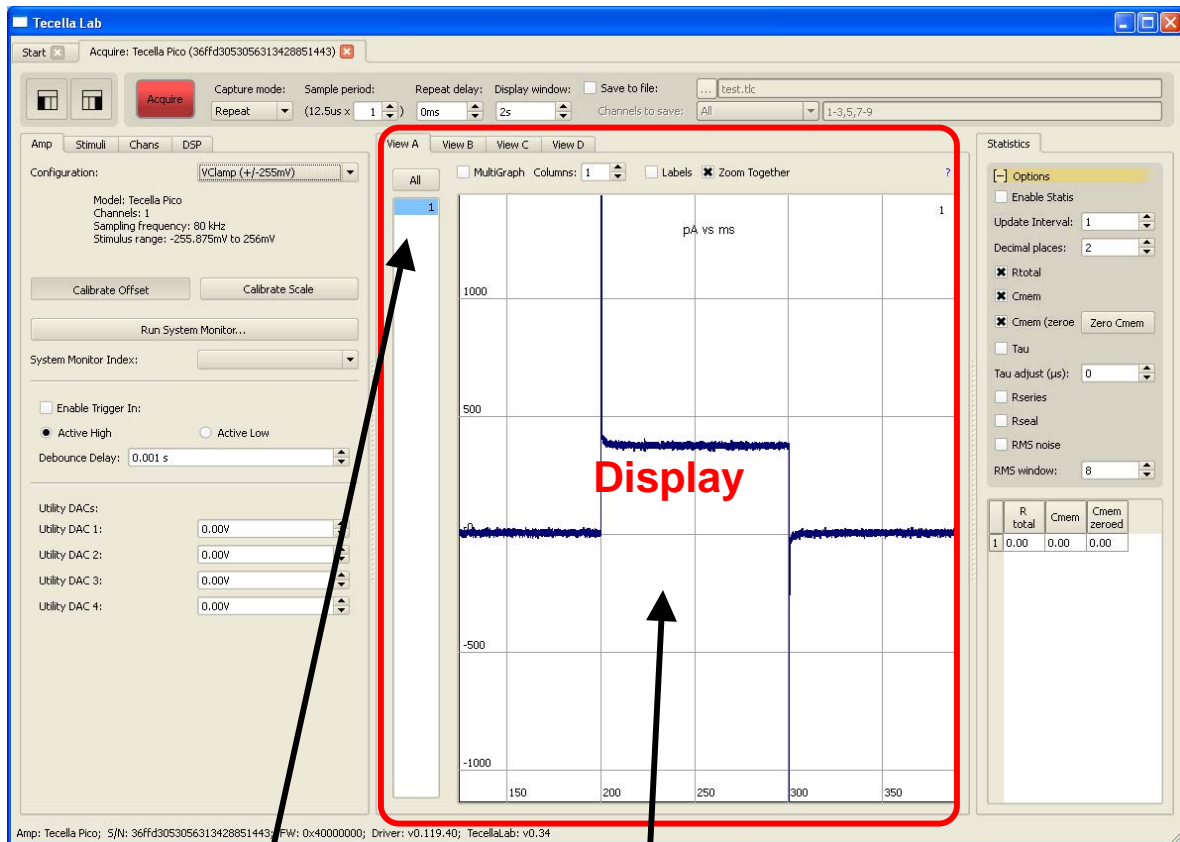 Tecella Lab
Start Acquire: Tecella Pico (36ffd3053056313428851443)
Acquire
Capture mode: Sample period: Repeat delay: Display window: Save to file: ... test.tlc
Repeat (12.5us x 1 ) 0ms 2s Channels to save: All 1-3,5,7-9
Amp Stimuli Chans DSP
Configuration: VClamp (+/-255mV)
Model: Tecella Pico
Channels: 1
Sampling frequency: 80 kHz
Stimulus range: -255.875mV to 256mV
Calibrate Offset Calibrate Scale
Run System Monitor...
System Monitor Index:
Enable Trigger In:
Active High Active Low
Debounce Delay: 0.001 s
Utility DACs:
Utility DAC 1: 0.00V
Utility DAC 2: 0.00V
Utility DAC 3: 0.00V
Utility DAC 4: 0.00V
View A View B View C View D
All MultiGraph Columns: 1 Labels Zoom Together ?
1
1
pA vs ms
1000
500
Display
-0
-500
-1000
150 200 250 300 350
Statistics
[-] Options
Enable Statis
Update Interval: 1
Decimal places: 2
Rtotal
Cmem
Cmem (zeroe Zero Cmem
Tau
Tau adjust (µs): 0
Rseries
Rseal
RMS noise
RMS window: 8
R total Cmem Cmem zeroed
1 0.00 0.00 0.00
Amp: Tecella Pico; S/N: 36ffd3053056313428851443; FW: 0x40000000; Driver: v0.119.40; TecellaLab: v0.34